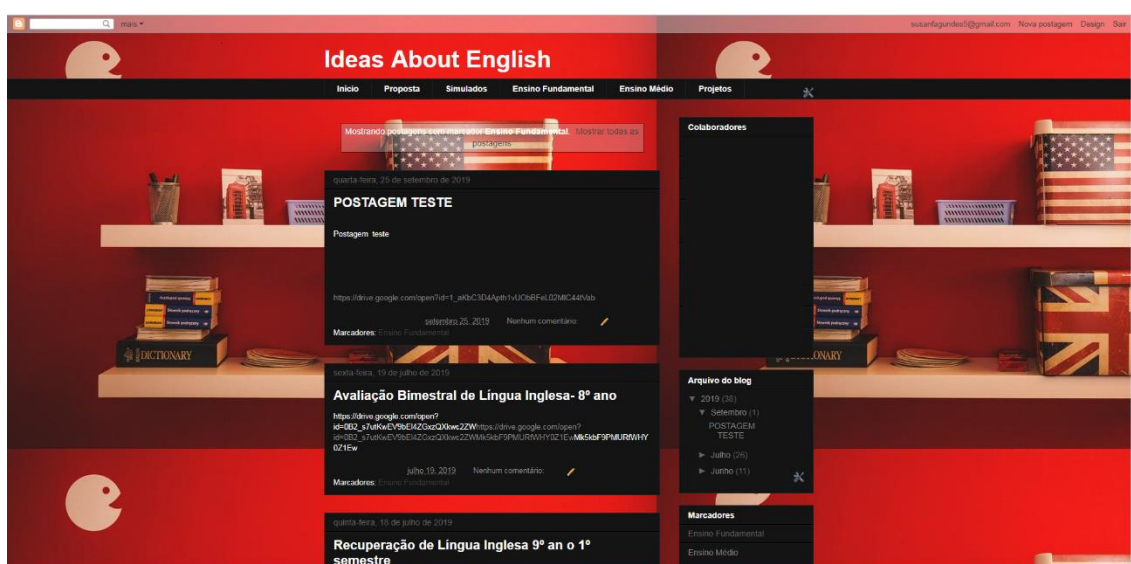 mais
susanfagundes5@gmail.com Nova postagem Design Sair
Ideas About English
Início Proposta Simulados Ensino Fundamental Ensino Médio Projetos
Mostrando postagens com marcador Ensino Fundamental. Mostrar todas as
postagens
quarta-feira, 25 de setembro de 2019
POSTAGEM TESTE
Postagem teste
setembro 25, 2019 Nenhum comentário:
Marcadores: Ensino Fundamental
sexta-feira, 19 de julho de 2019
Avaliação Bimestral de Língua Inglesa- 8º ano
https://drive.google.com/open?
julho 19, 2019 Nenhum comentário:
Marcadores: Ensino Fundamental
quinta-feira, 18 de julho de 2019
Recuperação de Língua Inglesa 9º an o 1º
semestre
Colaboradores
Arquivo do blog
▼ 2019 (38)
▼ Setembro (1)
POSTAGEM
TESTE
► Julho (26)
► Junho (11)
Marcadores
Ensino Fundamental
Ensino Médio
DICTIONARY